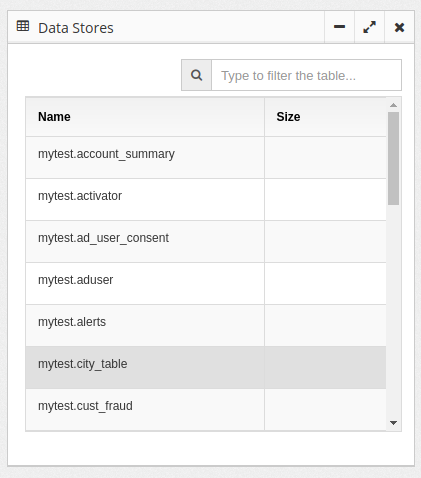 Data Stores
Type to filter the table...
Name Size
mytest.account_summary
mytest.activator
mytest.ad_user_consent
mytest.aduser
mytest.alerts
mytest.city_table
mytest.cust_fraud